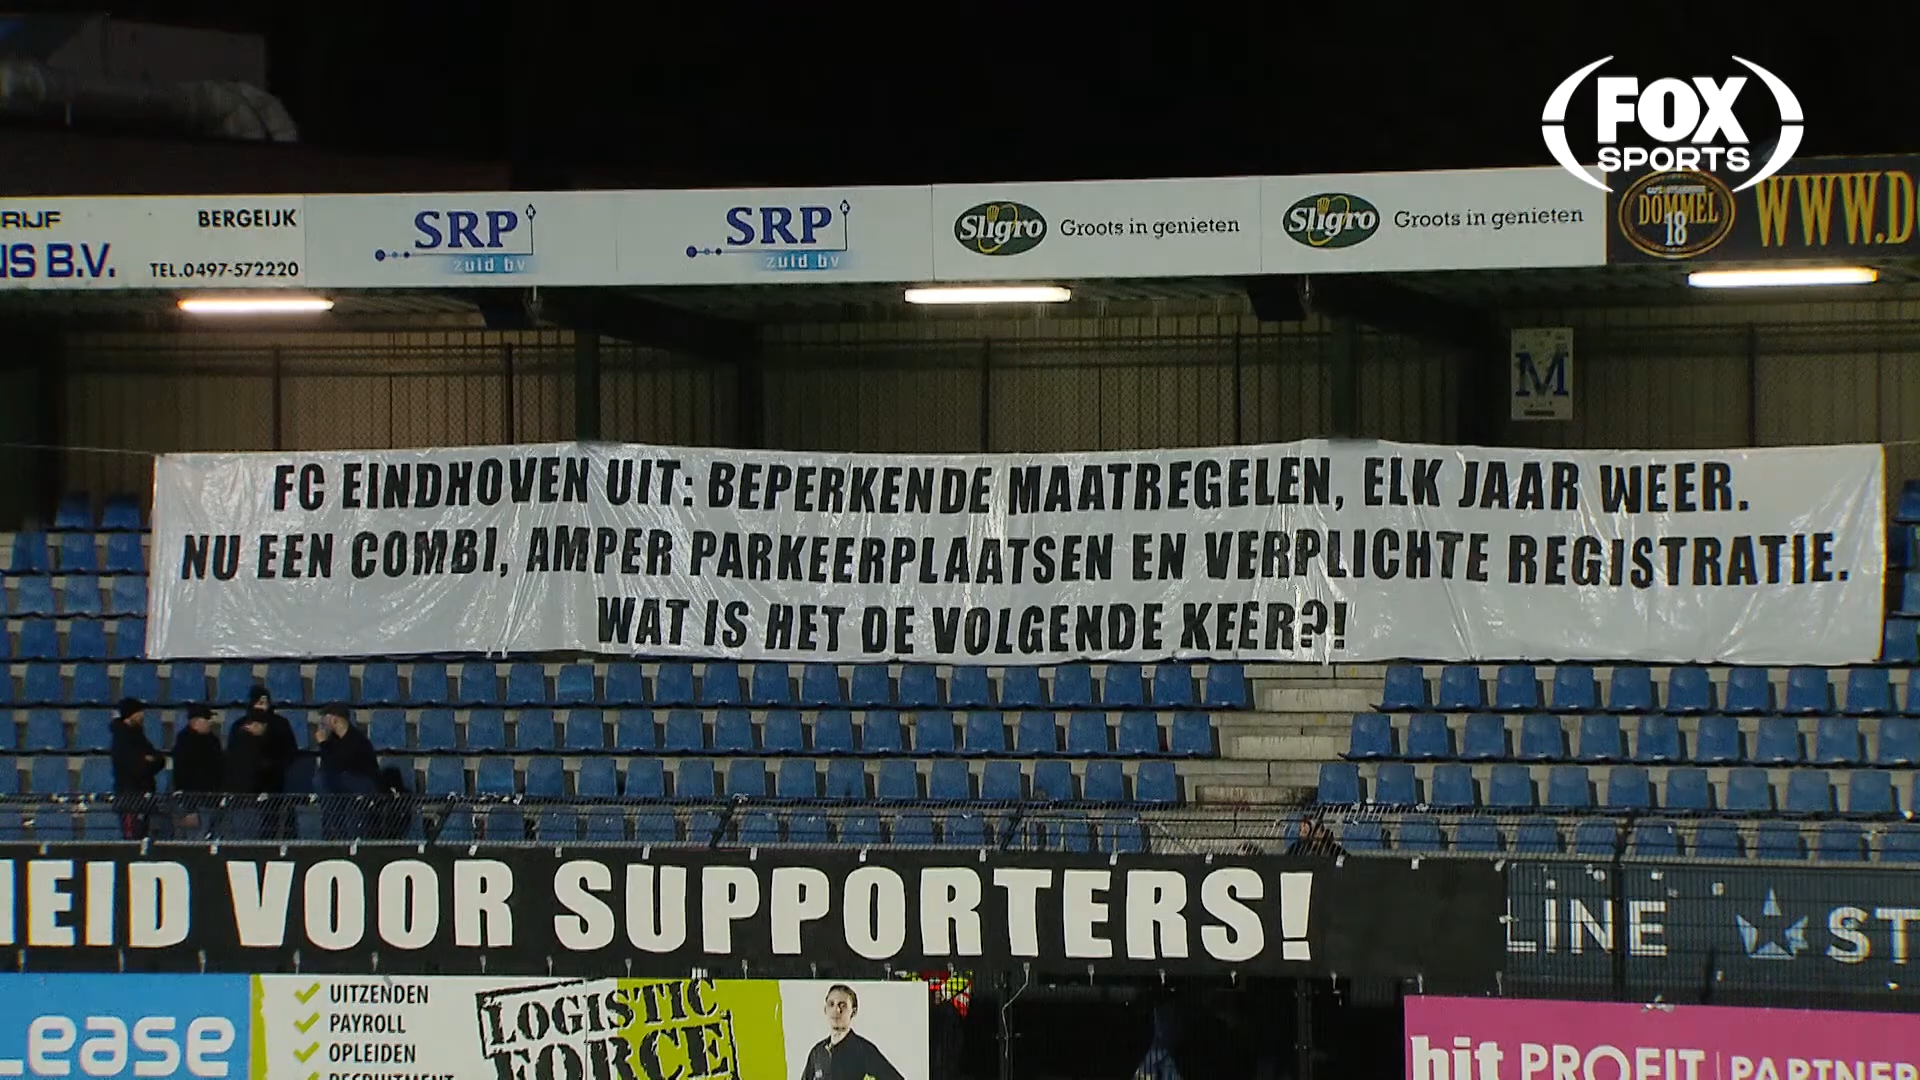 FOX
SPORTS
BERGEIJK
B.V.
TEL.0497-572220
SRP
zuid bv
SRP
zuid bv
Sligro Groots in genieten
Sligro Groots in genieten
DOMMEL
18
WWW.D
M
FC EINDHOVEN UIT: BEPERKENDE MAATREGELEN, ELK JAAR WEER.
NU EEN COMBI, AMPER PARKEERPLAATSEN EN VERPLICHTE REGISTRATIE.
WAT IS HET DE VOLGENDE KEER?!
HEID VOOR SUPPORTERS!
LINE ST
Lease
UITZENDEN
PAYROLL
OPLEIDEN
RECRUITMENT
LOGISTIC
FORCE
hit PROFIT | PARTNER